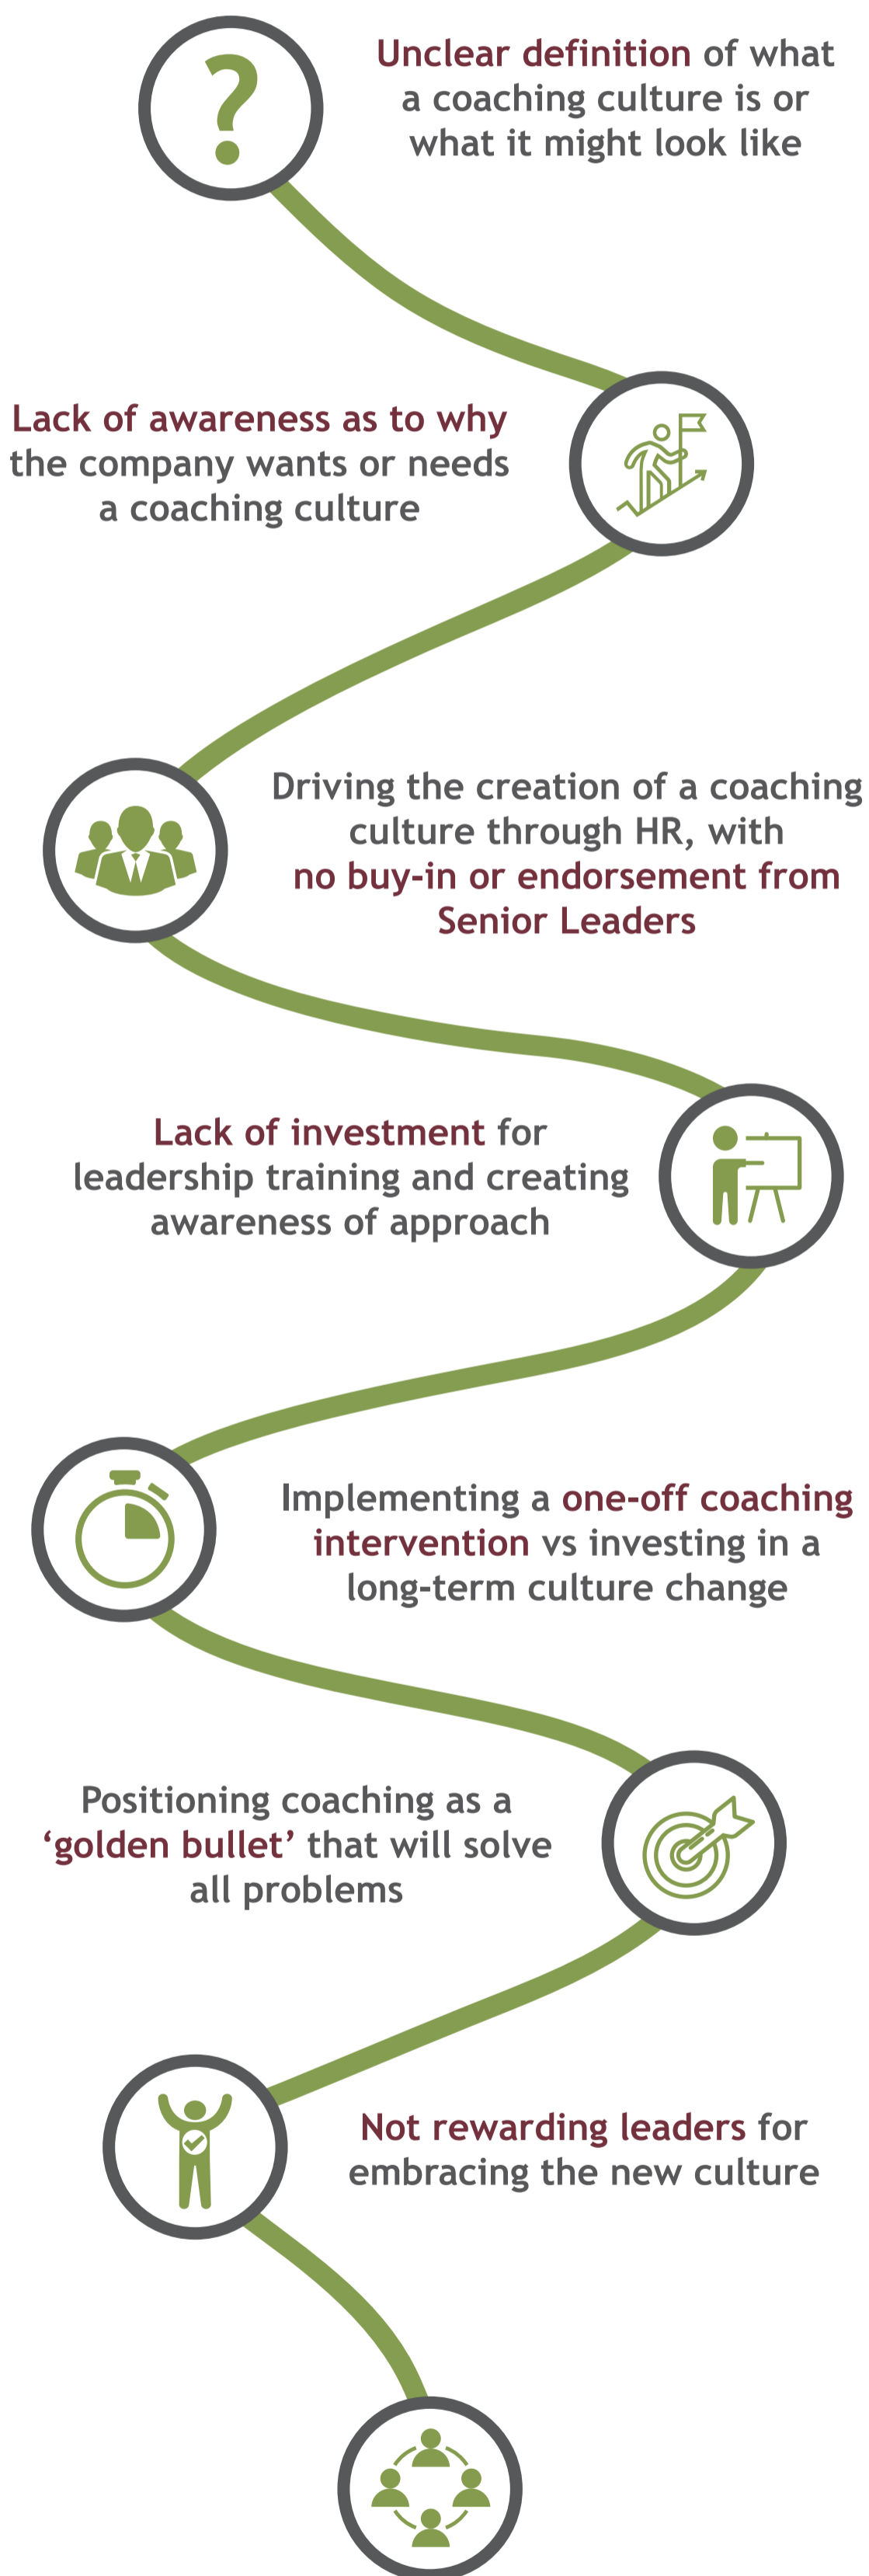 ?
Unclear definition of what
a coaching culture is or
what it might look like
Lack of awareness as to why
the company wants or needs
a coaching culture
Driving the creation of a coaching
culture through HR, with
no buy-in or endorsement from
Senior Leaders
Lack of investment for
leadership training and creating
awareness of approach
Implementing a one-off coaching
intervention vs investing in a
long-term culture change
Positioning coaching as a
‘golden bullet’ that will solve
all problems
Not rewarding leaders for
embracing the new culture